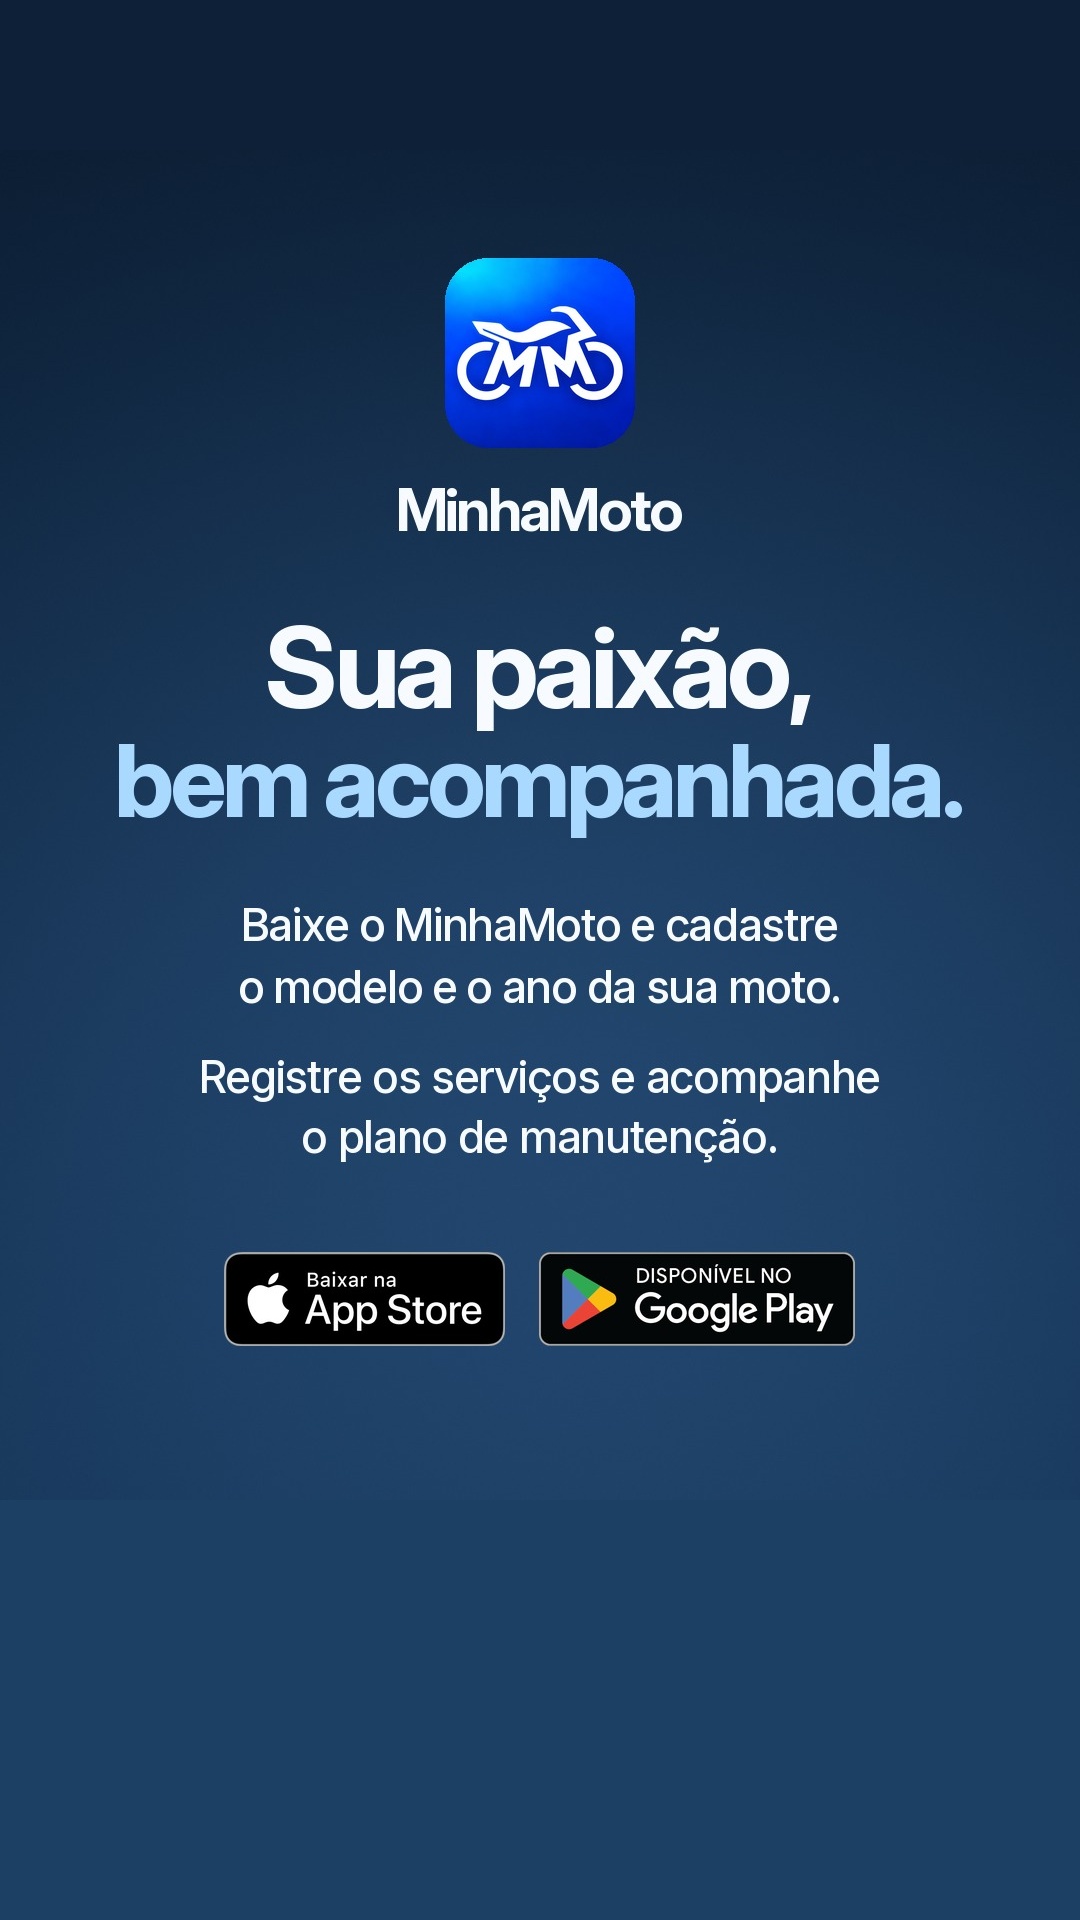 MM
MinhaMoto
Sua paixão,
bem acompanhada.
Baixe o MinhaMoto e cadastre
o modelo e o ano da sua moto.
Registre os serviços e acompanhe
o plano de manutenção.
Baixar na
App Store
DISPONÍVEL NO
Google Play